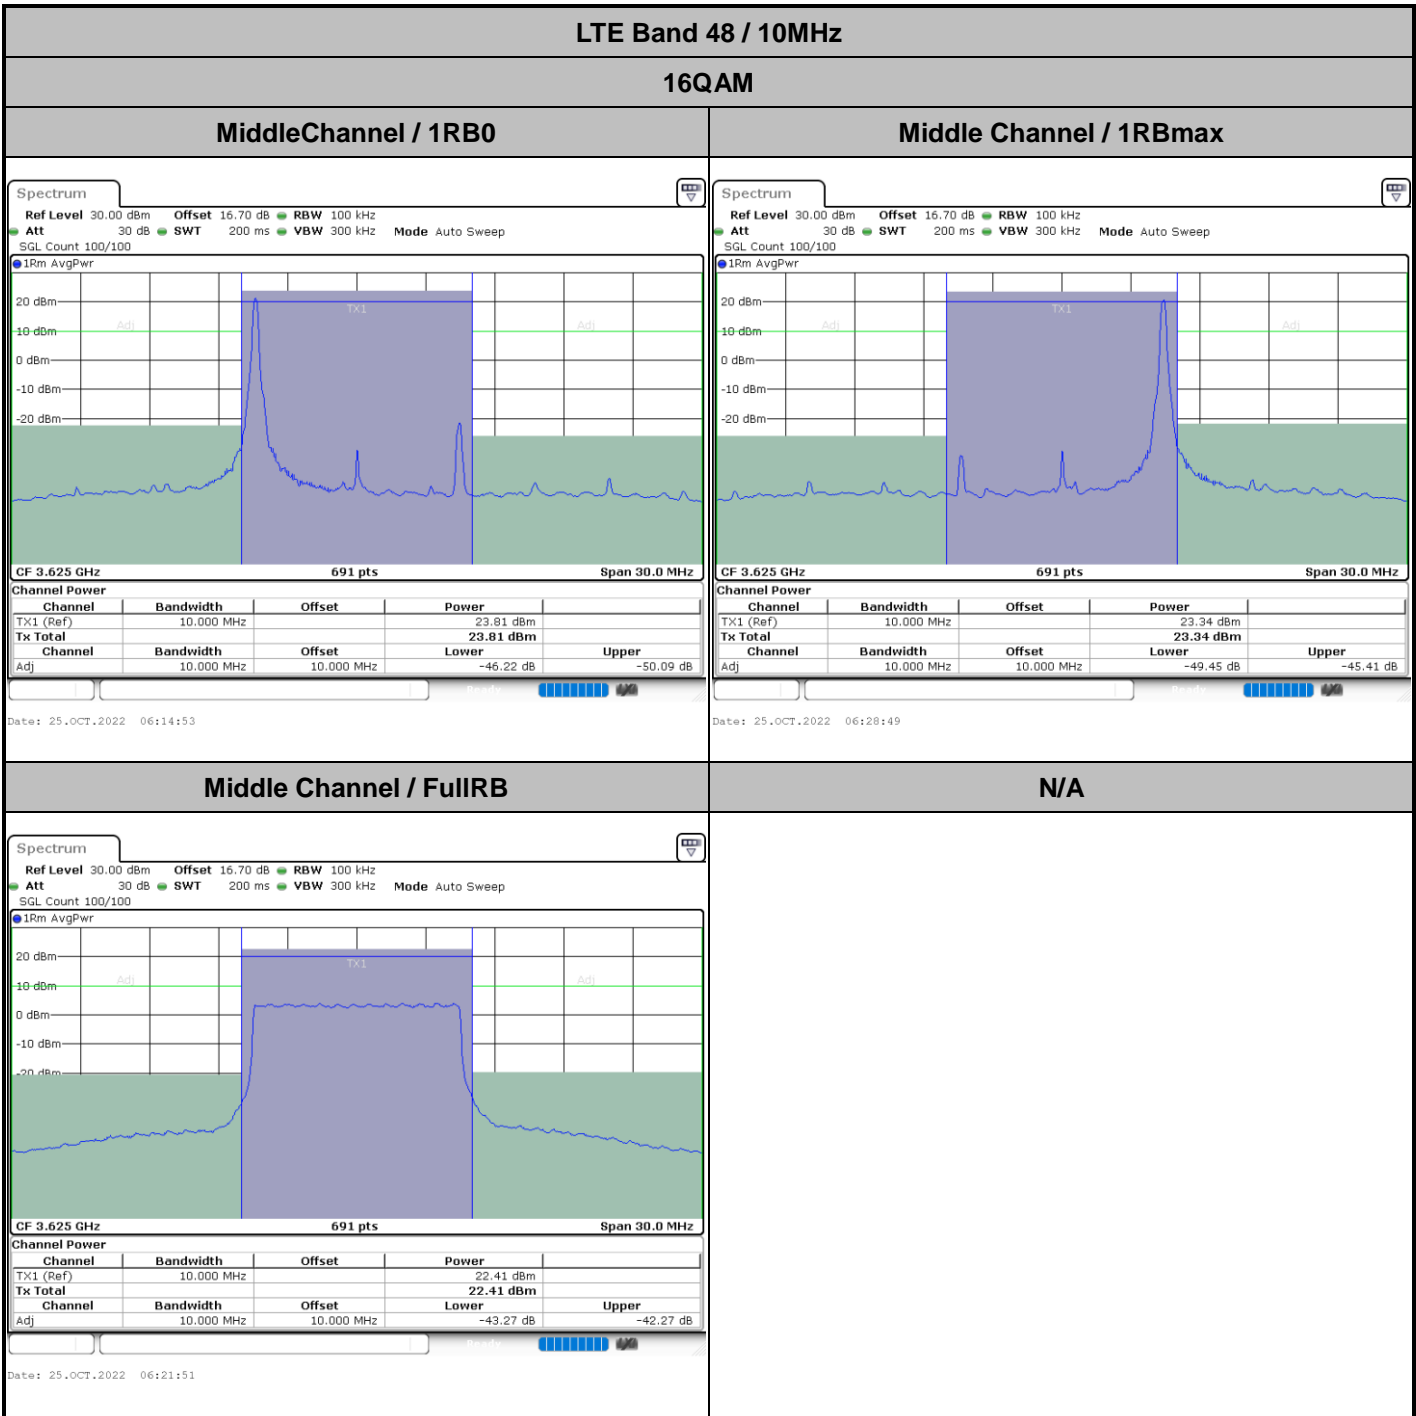 LTE Band 48 / 10MHz
16QAM
MiddleChannel / 1RB0
Middle Channel / 1RBmax
Spectrum
Ref Level 30.00 dBm Offset 16.70 dB RBW 100 kHz
Att 30 dB SWT 200 ms VBW 300 kHz Mode Auto Sweep
SGL Count 100/100
1Rm AvgPwr
20 dBm
10 dBm
0 dBm
-10 dBm
-20 dBm
Adj
TX1
Adj
CF 3.625 GHz 691 pts Span 30.0 MHz
Channel Power
Channel Bandwidth Offset Power
TX1 (Ref) 10.000 MHz 23.81 dBm
Tx Total 23.81 dBm
Channel Bandwidth Offset Lower Upper
Adj 10.000 MHz 10.000 MHz -46.22 dB -50.09 dB
Ready
Date: 25.OCT.2022 06:14:53
Spectrum
Ref Level 30.00 dBm Offset 16.70 dB RBW 100 kHz
Att 30 dB SWT 200 ms VBW 300 kHz Mode Auto Sweep
SGL Count 100/100
1Rm AvgPwr
20 dBm
10 dBm
0 dBm
-10 dBm
-20 dBm
Adj
TX1
Adj
CF 3.625 GHz 691 pts Span 30.0 MHz
Channel Power
Channel Bandwidth Offset Power
TX1 (Ref) 10.000 MHz 23.34 dBm
Tx Total 23.34 dBm
Channel Bandwidth Offset Lower Upper
Adj 10.000 MHz 10.000 MHz -49.45 dB -45.41 dB
Ready
Date: 25.OCT.2022 06:28:49
Middle Channel / FullRB
N/A
Spectrum
Ref Level 30.00 dBm Offset 16.70 dB RBW 100 kHz
Att 30 dB SWT 200 ms VBW 300 kHz Mode Auto Sweep
SGL Count 100/100
1Rm AvgPwr
20 dBm
10 dBm
0 dBm
-10 dBm
-20 dBm
Adj
TX1
Adj
CF 3.625 GHz 691 pts Span 30.0 MHz
Channel Power
Channel Bandwidth Offset Power
TX1 (Ref) 10.000 MHz 22.41 dBm
Tx Total 22.41 dBm
Channel Bandwidth Offset Lower Upper
Adj 10.000 MHz 10.000 MHz -43.27 dB -42.27 dB
Ready
Date: 25.OCT.2022 06:21:51